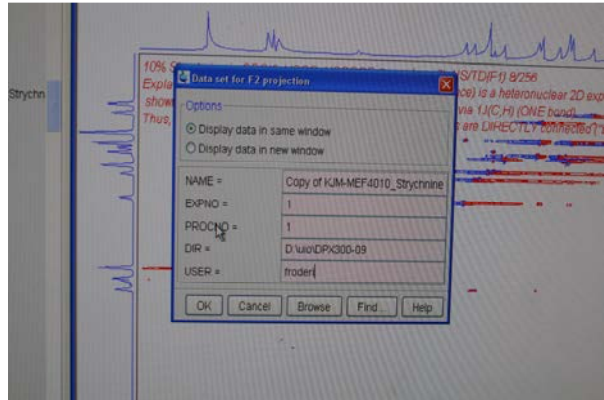 Strychn
10% S
S/TD(F1) 8/256
Expla
ce) is a heteronuclear 2D exp
show
via 1J(C,H) (ONE bond)
Thus,
s are DIRECTLY connected
Data set for F2 projection
Options
Display data in same window
Display data in new window
NAME = Copy of KJM-MEF4010_Strychnine
EXPNO = 1
PROCNO = 1
DIR = D:\uio\DPX300-09
USER = froderi
OK Cancel Browse Find... Help